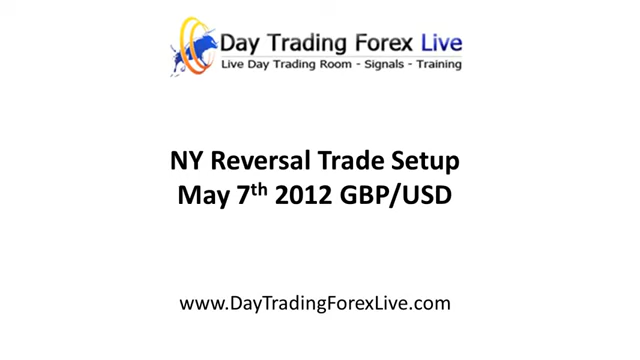 Day Trading Forex Live
Live Day Trading Room - Signals - Training
NY Reversal Trade Setup
May 7th 2012 GBP/USD
www.DayTradingForexLive.com